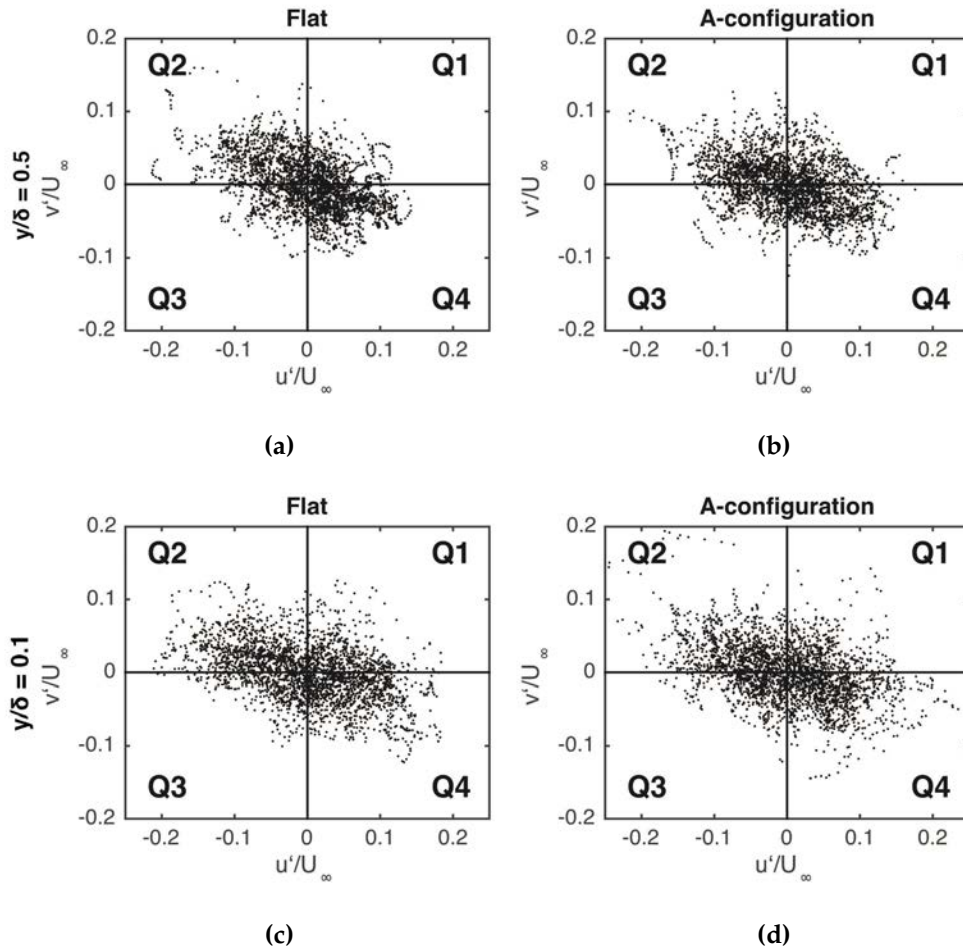 Flat
A-configuration
0.2
Q2
Q1
0.1
0
-0.1
Q3
Q4
-0.2
-0.2 -0.1 0 0.1 0.2
u'/U∞
y/δ = 0.5
v'/U∞
0.2
Q2
Q1
0.1
0
-0.1
Q3
Q4
-0.2
-0.2 -0.1 0 0.1 0.2
u'/U∞
v'/U∞
(a)
(b)
Flat
A-configuration
0.2
Q2
Q1
0.1
0
-0.1
Q3
Q4
-0.2
-0.2 -0.1 0 0.1 0.2
u'/U∞
y/δ = 0.1
v'/U∞
0.2
Q2
Q1
0.1
0
-0.1
Q3
Q4
-0.2
-0.2 -0.1 0 0.1 0.2
u'/U∞
v'/U∞
(c)
(d)